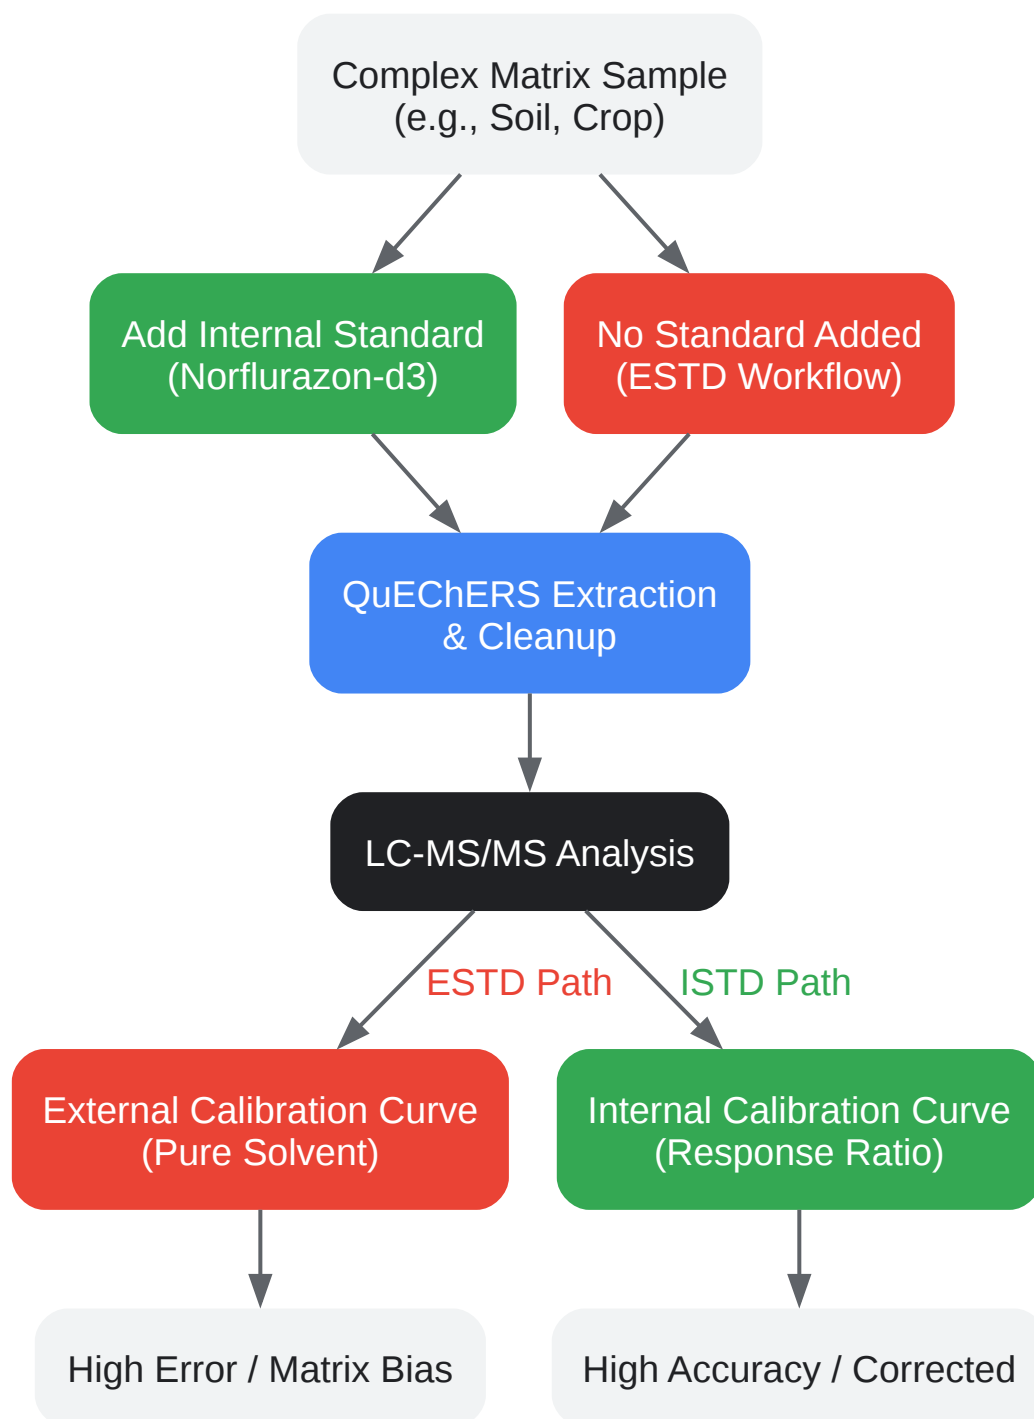 Complex Matrix Sample
(e.g., Soil, Crop)
Add Internal Standard
(Norflurazon-d3)
No Standard Added
(ESTD Workflow)
QuEChERS Extraction
& Cleanup
LC-MS/MS Analysis
ESTD Path
ISTD Path
External Calibration Curve
(Pure Solvent)
Internal Calibration Curve
(Response Ratio)
High Error / Matrix Bias
High Accuracy / Corrected